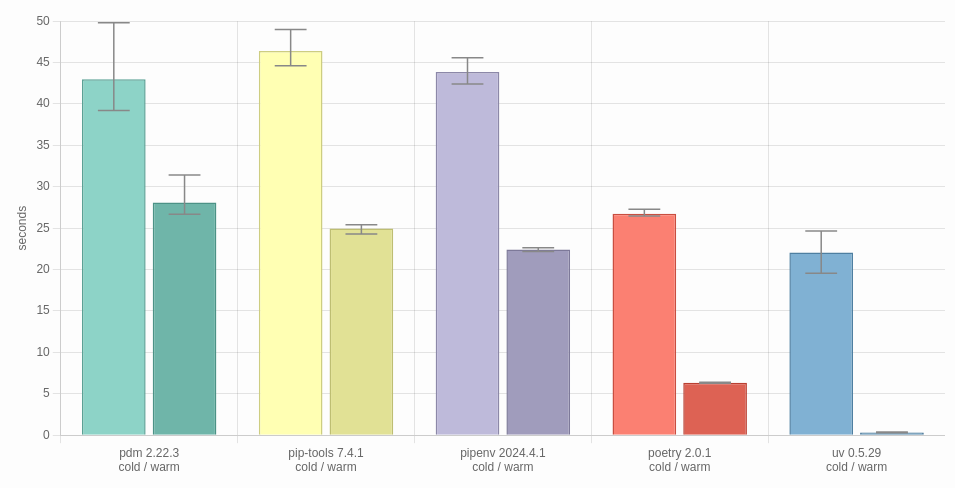 50
45
40
35
30
25
20
15
10
5
0
seconds
pdm 2.22.3
cold / warm
pip-tools 7.4.1
cold / warm
pipenv 2024.4.1
cold / warm
poetry 2.0.1
cold / warm
uv 0.5.29
cold / warm